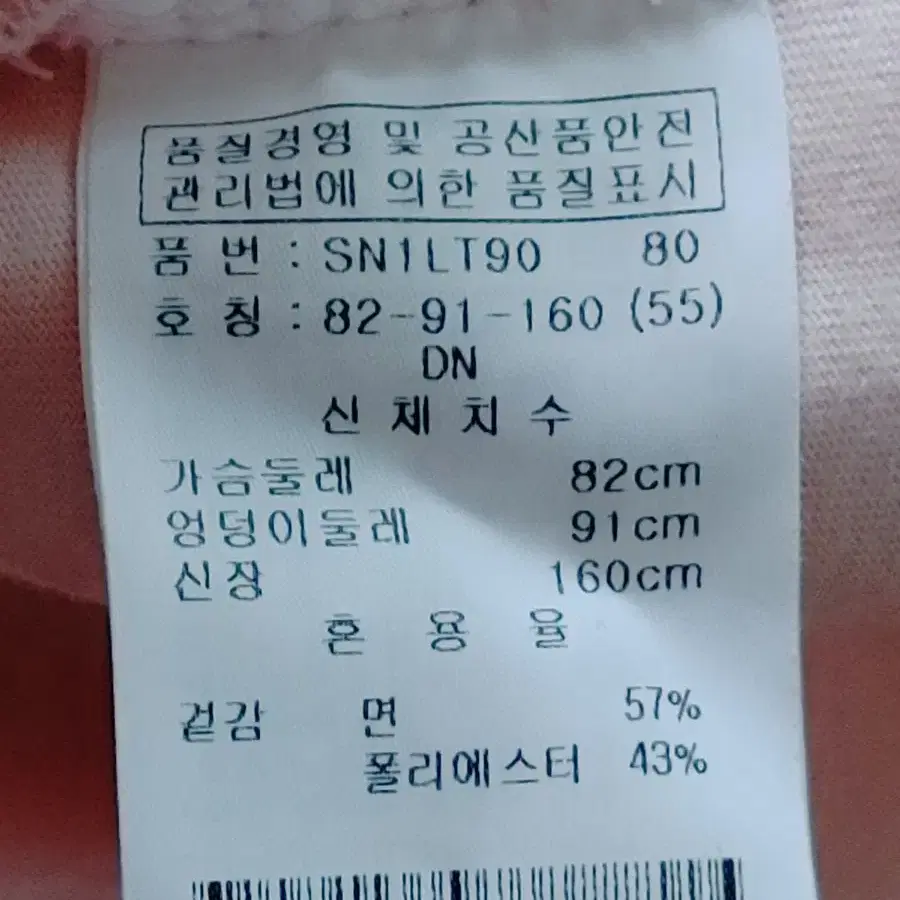 품질경영 및 공산품안전
관리법에 의한 품질표시
품 번 : SN1LT90 80
호 칭 : 82-91-160 (55)
DN
신 체 치 수
가슴둘레 82cm
엉덩이둘레 91cm
신장 160cm
혼 용 율
겉감 면 57%
폴리에스터 43%